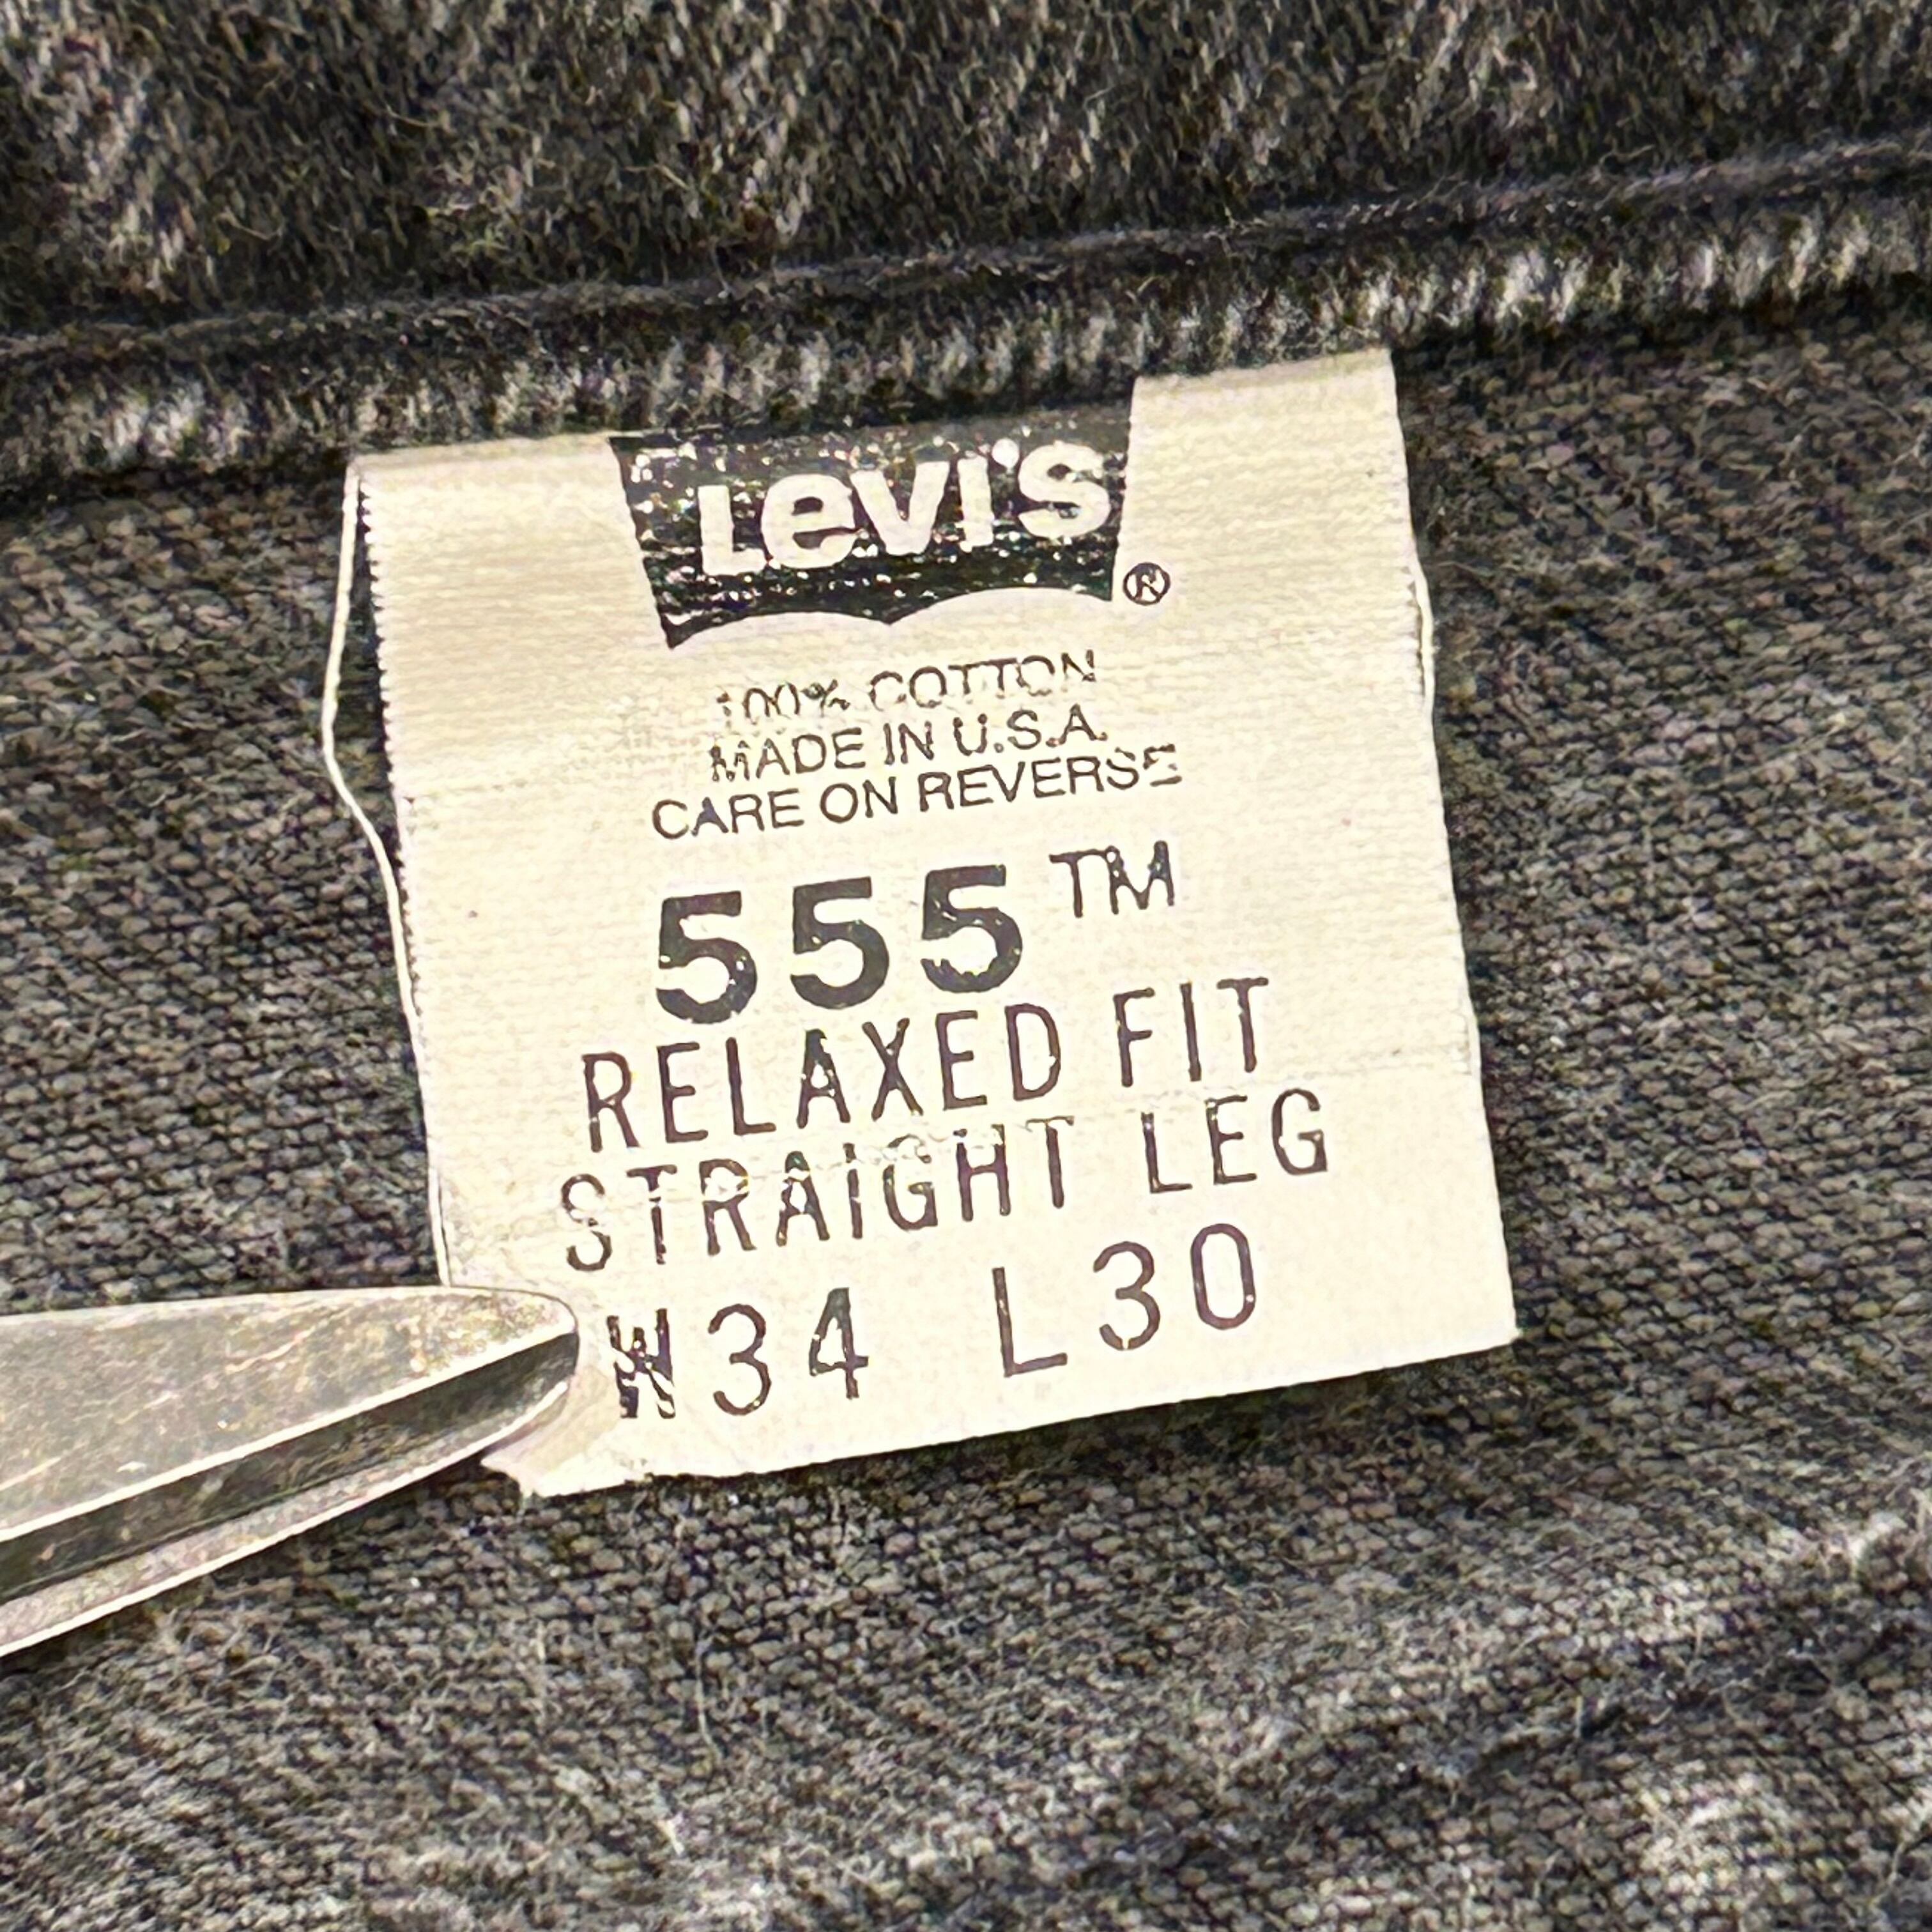 Levi's ®
100% COTTON
MADE IN U.S.A.
CARE ON REVERSE
555™
RELAXED FIT
STRAIGHT LEG
W34 L30